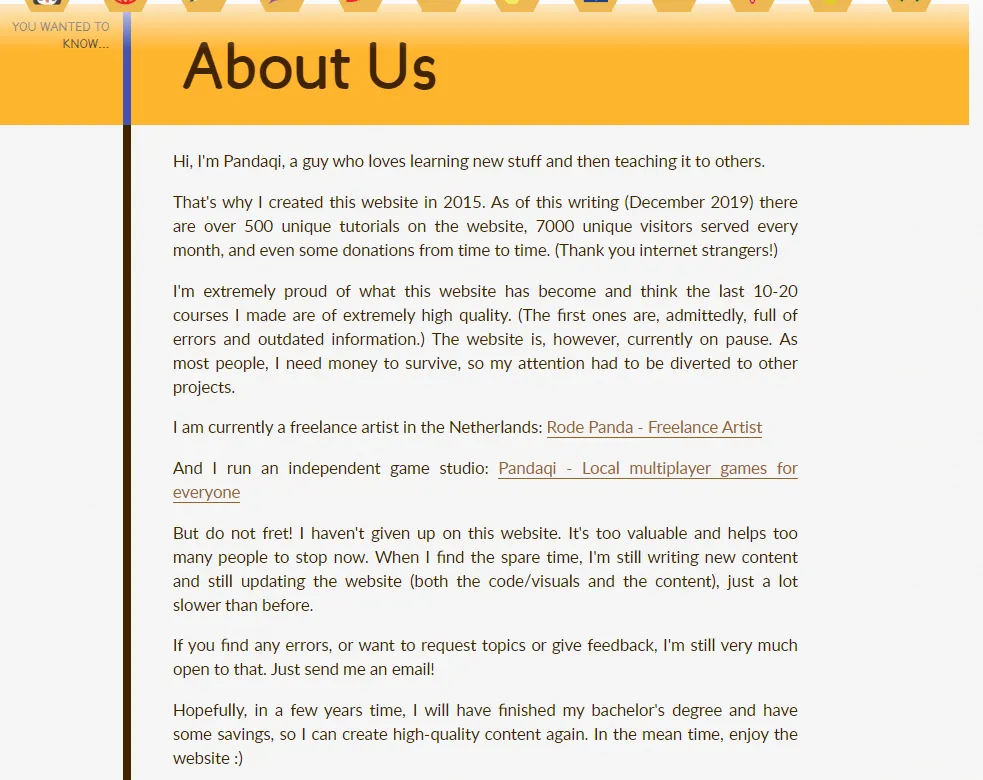 YOU WANTED TO
KNOW...
About Us
Hi, I'm Pandaqi, a guy who loves learning new stuff and then teaching it to others.
That's why I created this website in 2015. As of this writing (December 2019) there
are over 500 unique tutorials on the website, 7000 unique visitors served every
month, and even some donations from time to time. (Thank you internet strangers!)
I'm extremely proud of what this website has become and think the last 10-20
courses I made are of extremely high quality. (The first ones are, admittedly, full of
errors and outdated information.) The website is, however, currently on pause. As
most people, I need money to survive, so my attention had to be diverted to other
projects.
I am currently a freelance artist in the Netherlands: Rode Panda - Freelance Artist
And I run an independent game studio: Pandaqi - Local multiplayer games for
everyone
But do not fret! I haven't given up on this website. It's too valuable and helps too
many people to stop now. When I find the spare time, I'm still writing new content
and still updating the website (both the code/visuals and the content), just a lot
slower than before.
If you find any errors, or want to request topics or give feedback, I'm still very much
open to that. Just send me an email!
Hopefully, in a few years time, I will have finished my bachelor's degree and have
some savings, so I can create high-quality content again. In the mean time, enjoy the
website :)